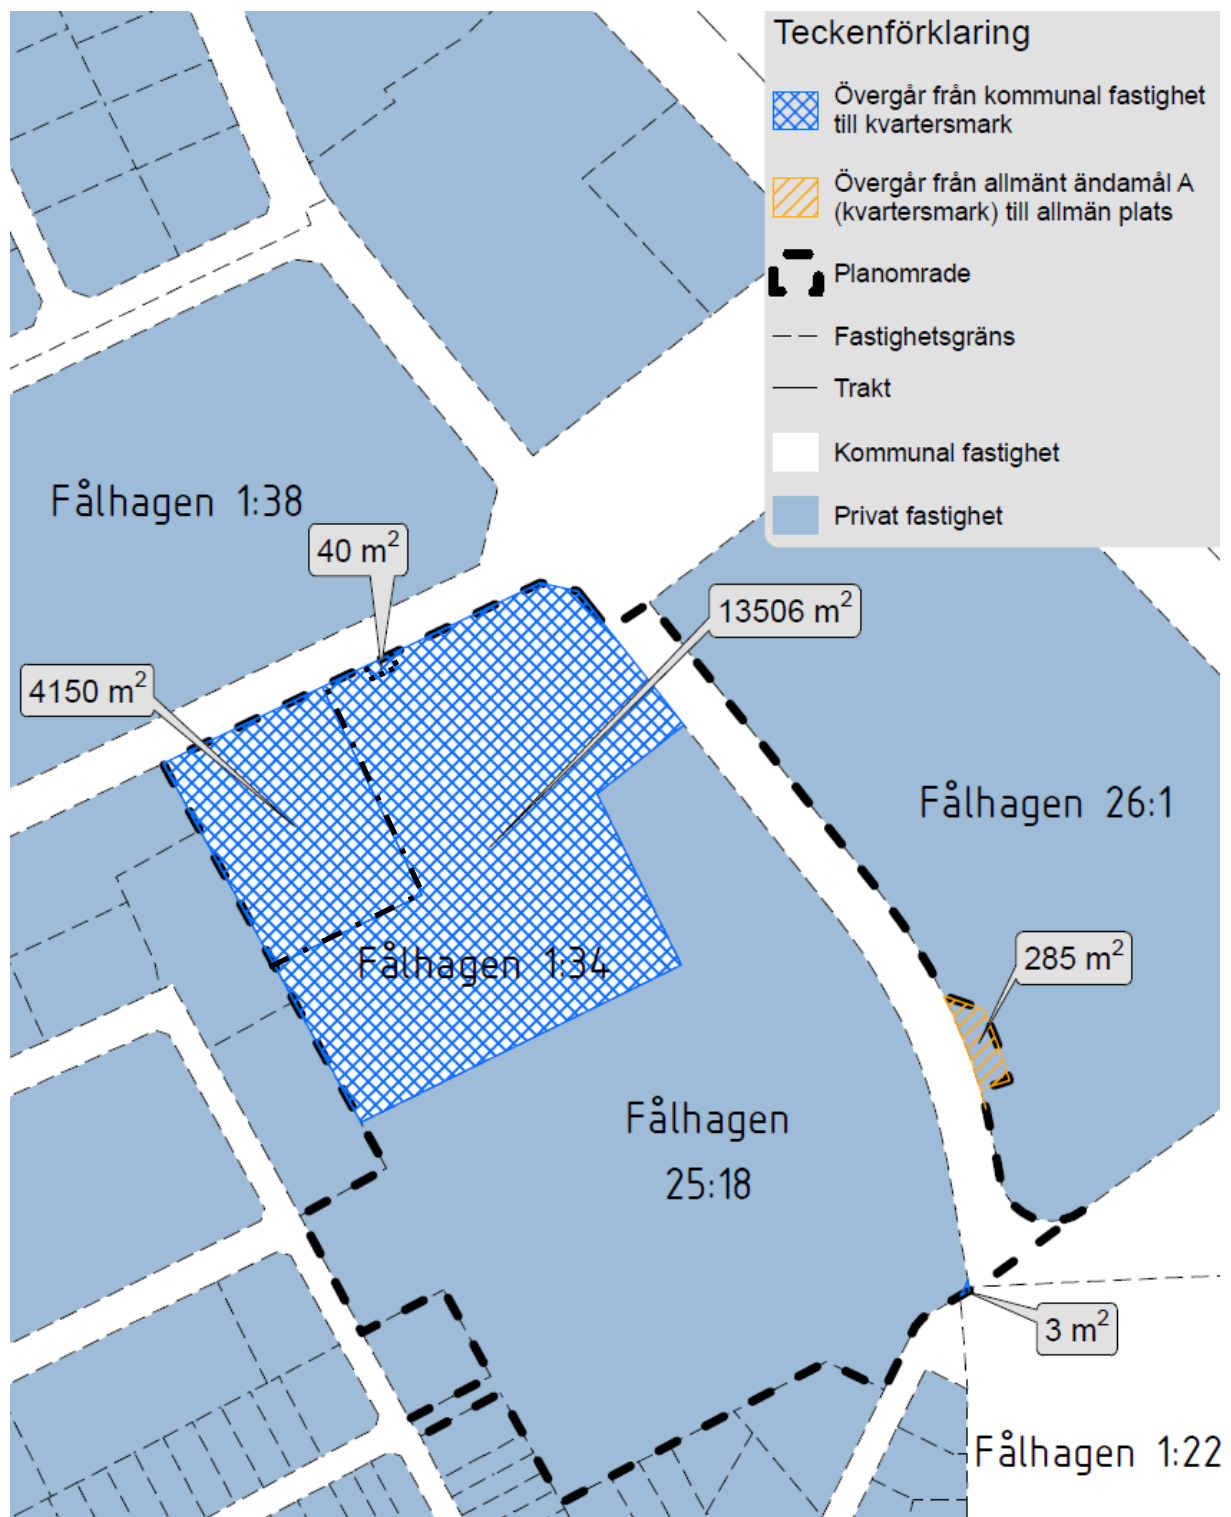 Teckenförklaring
Övergår från kommunal fastighet
till kvartersmark
Övergår från allmänt ändamål A
(kvartersmark) till allmän plats
Planomrade
Fastighetsgräns
Trakt
Kommunal fastighet
Privat fastighet
Fålhagen 1:38
40 m²
13506 m²
4150 m²
Fålhagen 26:1
285 m²
Fålhagen 1:34
Fålhagen
25:18
3 m²
Fålhagen 1:22